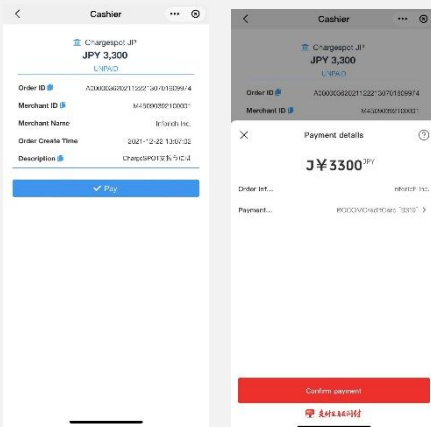 Cashier
Chargespot JP
JPY 3,300
UNPAID
Order ID
Merchant ID
Merchant Name
Inforich Inc.
Order Create Time
2021-12-22 13:07:02
Description
Pay
Cashier
Chargespot JP
JPY 3,300
UNPAID
Order ID
Merchant ID
Payment details
J¥3300JPY
Order Inf...
nforich Inc.
Payment...
Confirm payment